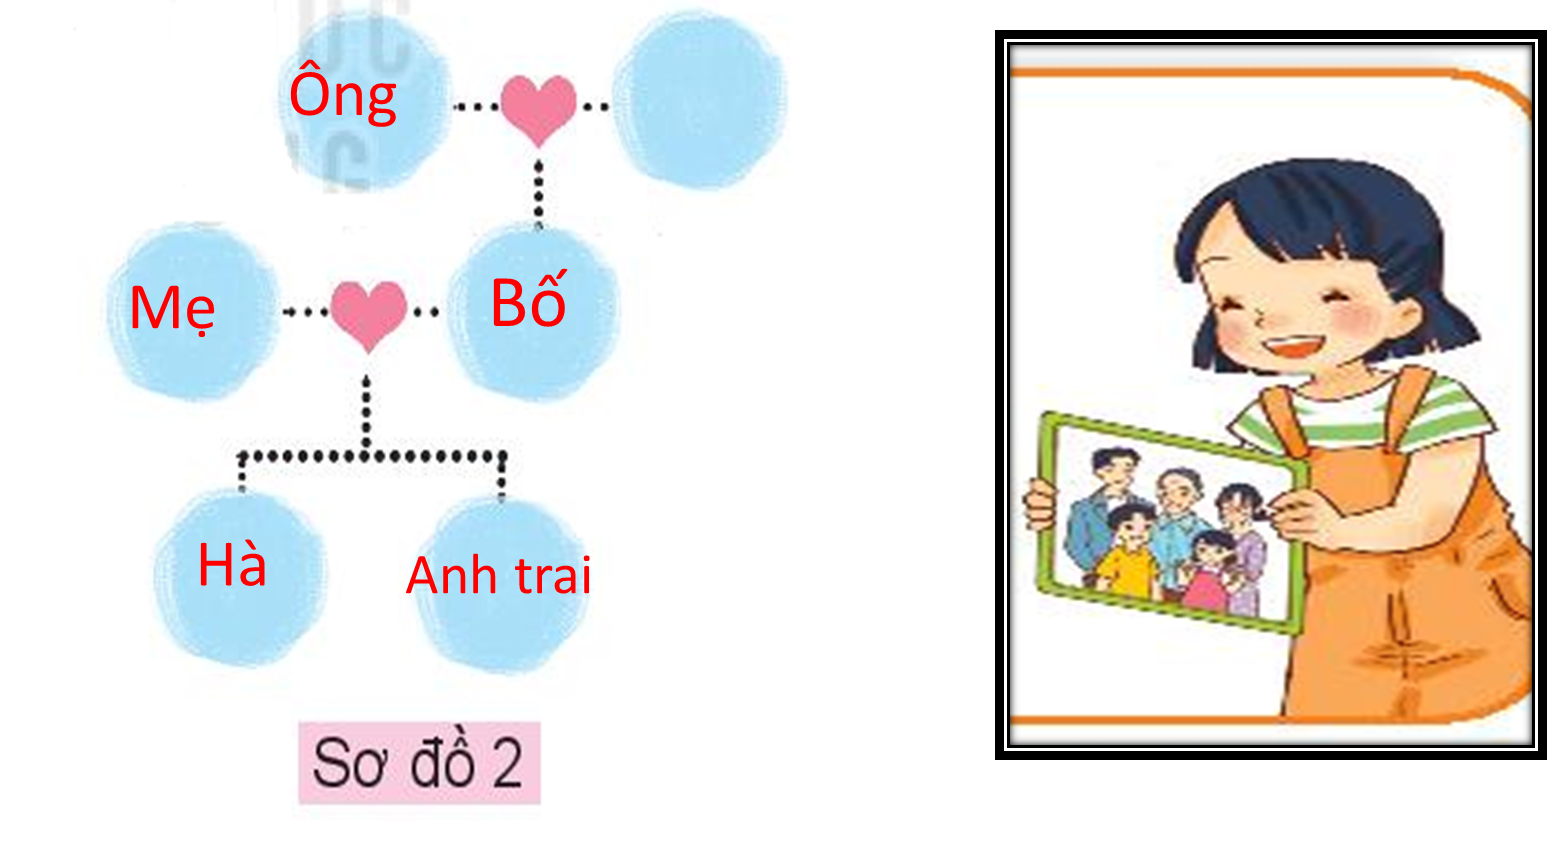 Ông
Mẹ
Bố
Hà
Anh trai
Sơ đồ 2